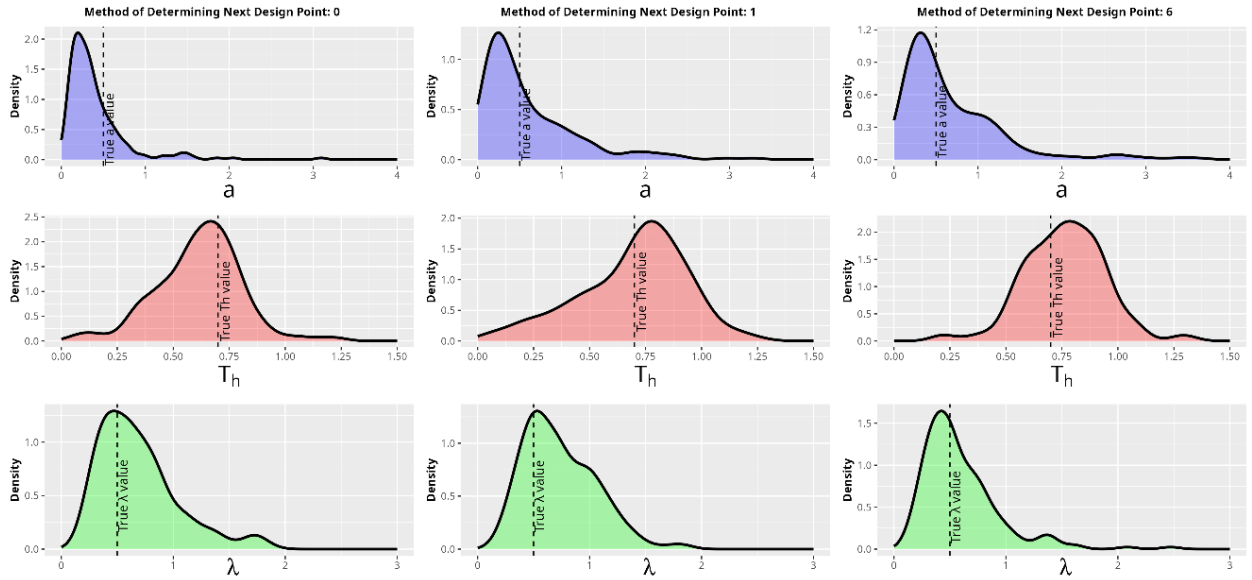 Method of Determining Next Design Point: 0
Density
2.0
1.5
1.0
0.5
0.0
True a value
0 1 2 3 4
a
Method of Determining Next Design Point: 1
Density
1.0
0.5
0.0
True a value
0 1 2 3 4
a
Method of Determining Next Design Point: 6
Density
1.2
0.9
0.6
0.3
0.0
True a value
0 1 2 3 4
a
Density
2.5
2.0
1.5
1.0
0.5
0.0
True Th value
0.00 0.25 0.50 0.75 1.00 1.25 1.50
Th
Density
2.0
1.5
1.0
0.5
0.0
True Th value
0.00 0.25 0.50 0.75 1.00 1.25 1.50
Th
Density
2.0
1.5
1.0
0.5
0.0
True Th value
0.00 0.25 0.50 0.75 1.00 1.25 1.50
Th
Density
1.0
0.5
0.0
True λ value
0 1 2 3
λ
Density
1.0
0.5
0.0
True λ value
0 1 2 3
λ
Density
1.5
1.0
0.5
0.0
True λ value
0 1 2 3
λ